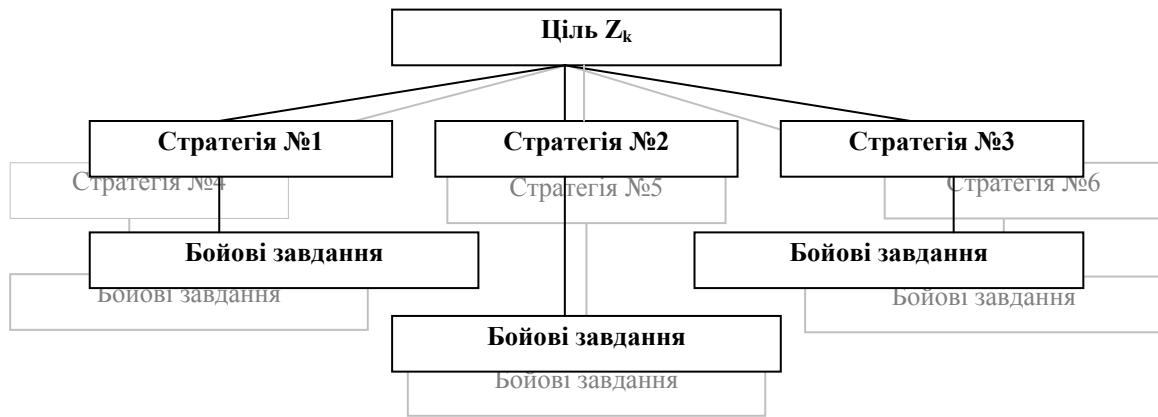 Ціль Zk
Стратегія №1
Стратегія №2
Стратегія №3
Стратегія №4
Стратегія №5
Стратегія №6
Бойові завдання
Бойові завдання
Бойові завдання
Бойові завдання
Бойові завдання
Бойові завдання